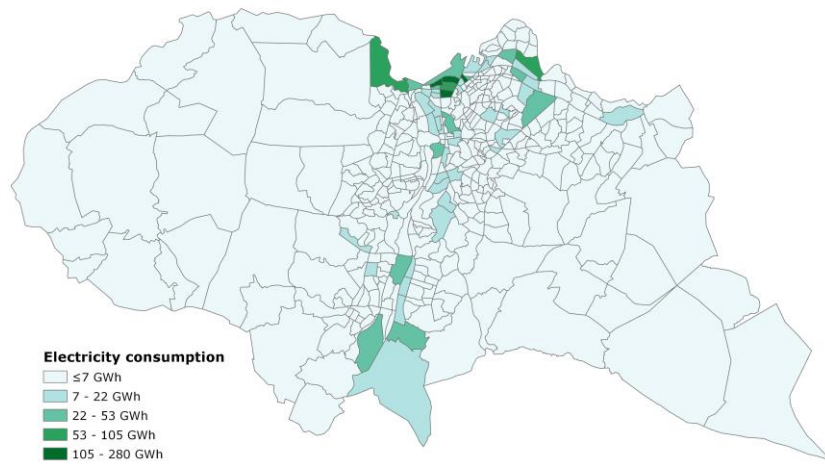 Electricity consumption
≤7 GWh
7 - 22 GWh
22 - 53 GWh
53 - 105 GWh
105 - 280 GWh